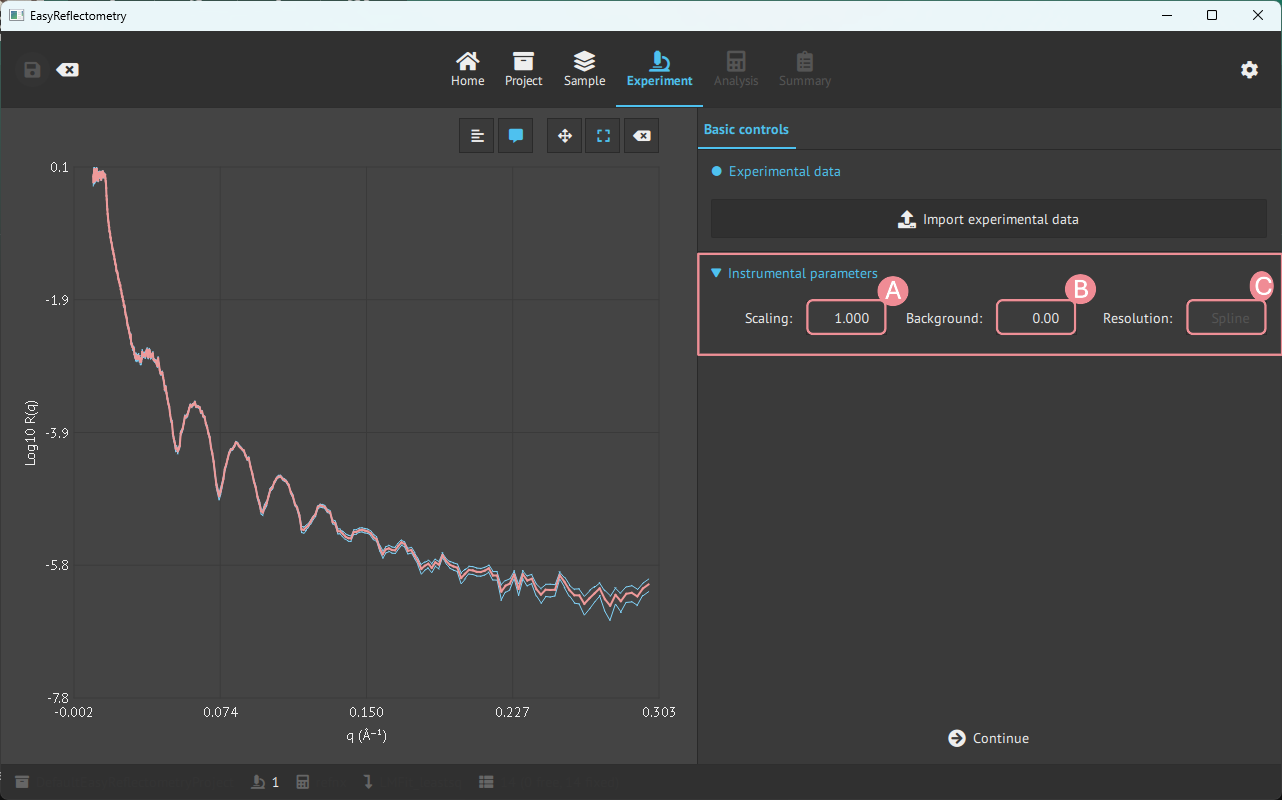 EasyReflectometry
Home Project Sample Experiment Analysis Summary
Basic controls
Experimental data
Import experimental data
Instrumental parameters
A B C
Scaling: 1.000 Background: 0.00 Resolution: Spline
0.1
-1.9
-3.9
-5.8
-7.8
Log10 R(q)
-0.002 0.074 0.150 0.227 0.303
q (Å⁻¹)
Continue
1